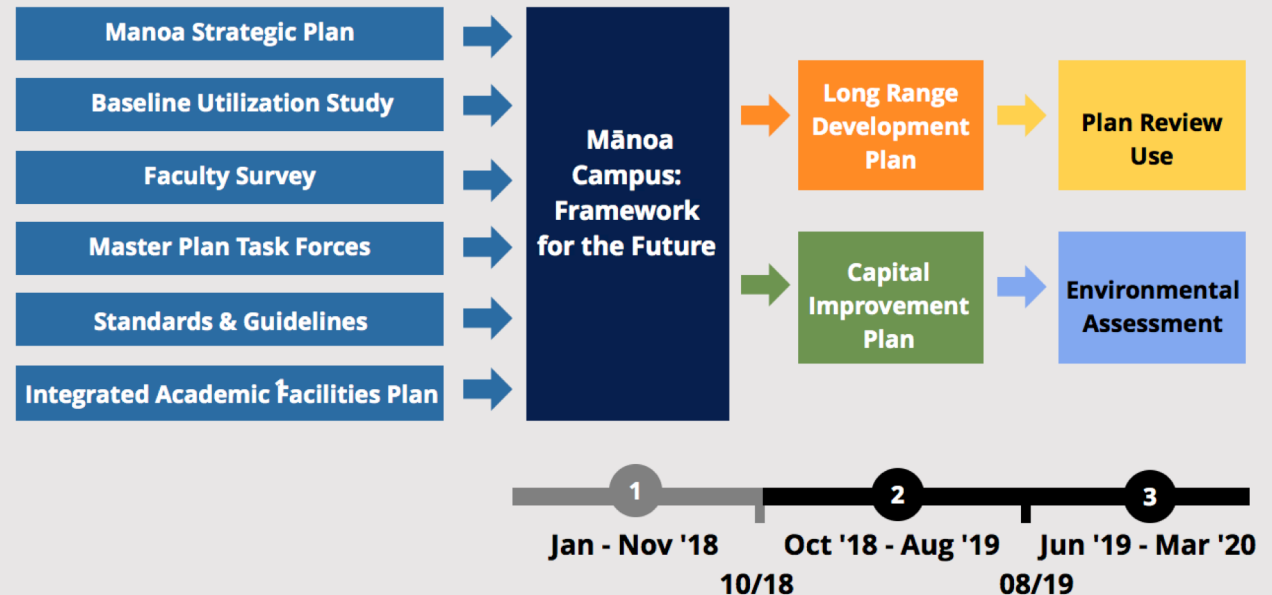 Manoa Strategic Plan
Baseline Utilization Study
Faculty Survey
Master Plan Task Forces
Standards & Guidelines
Integrated Academic Facilities Plan
1
Mānoa
Campus:
Framework
for the Future
Long Range
Development
Plan
Plan Review
Use
Capital
Improvement
Plan
Environmental
Assessment
1
2
3
Jan - Nov '18
Oct '18 - Aug '19
Jun '19 - Mar '20
10/18
08/19